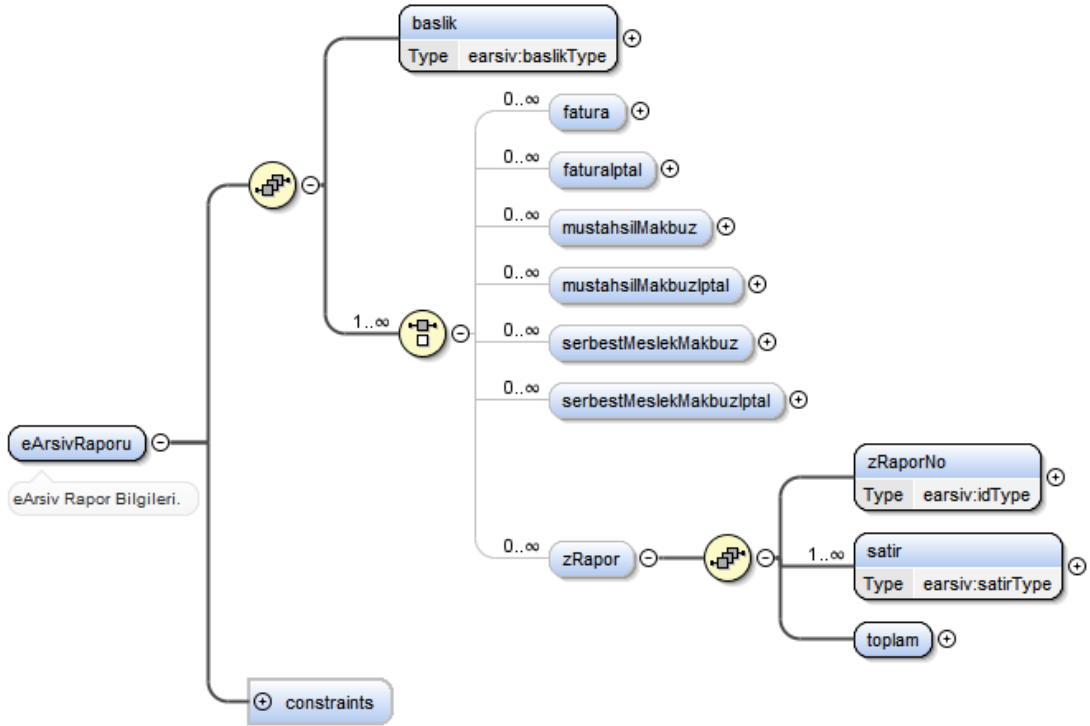 baslik
Type earsiv:baslikType
0..∞
fatura
0..∞
faturaIptal
0..∞
mustahsilMakbuz
0..∞
mustahsilMakbuzIptal
1..∞
0..∞
serbestMeslekMakbuz
0..∞
serbestMeslekMakbuzIptal
eArsivRaporu
eArsiv Rapor Bilgileri.
zRaporNo
Type earsiv:idType
0..∞
zRapor
1..∞
satir
Type earsiv:satirType
toplam
constraints